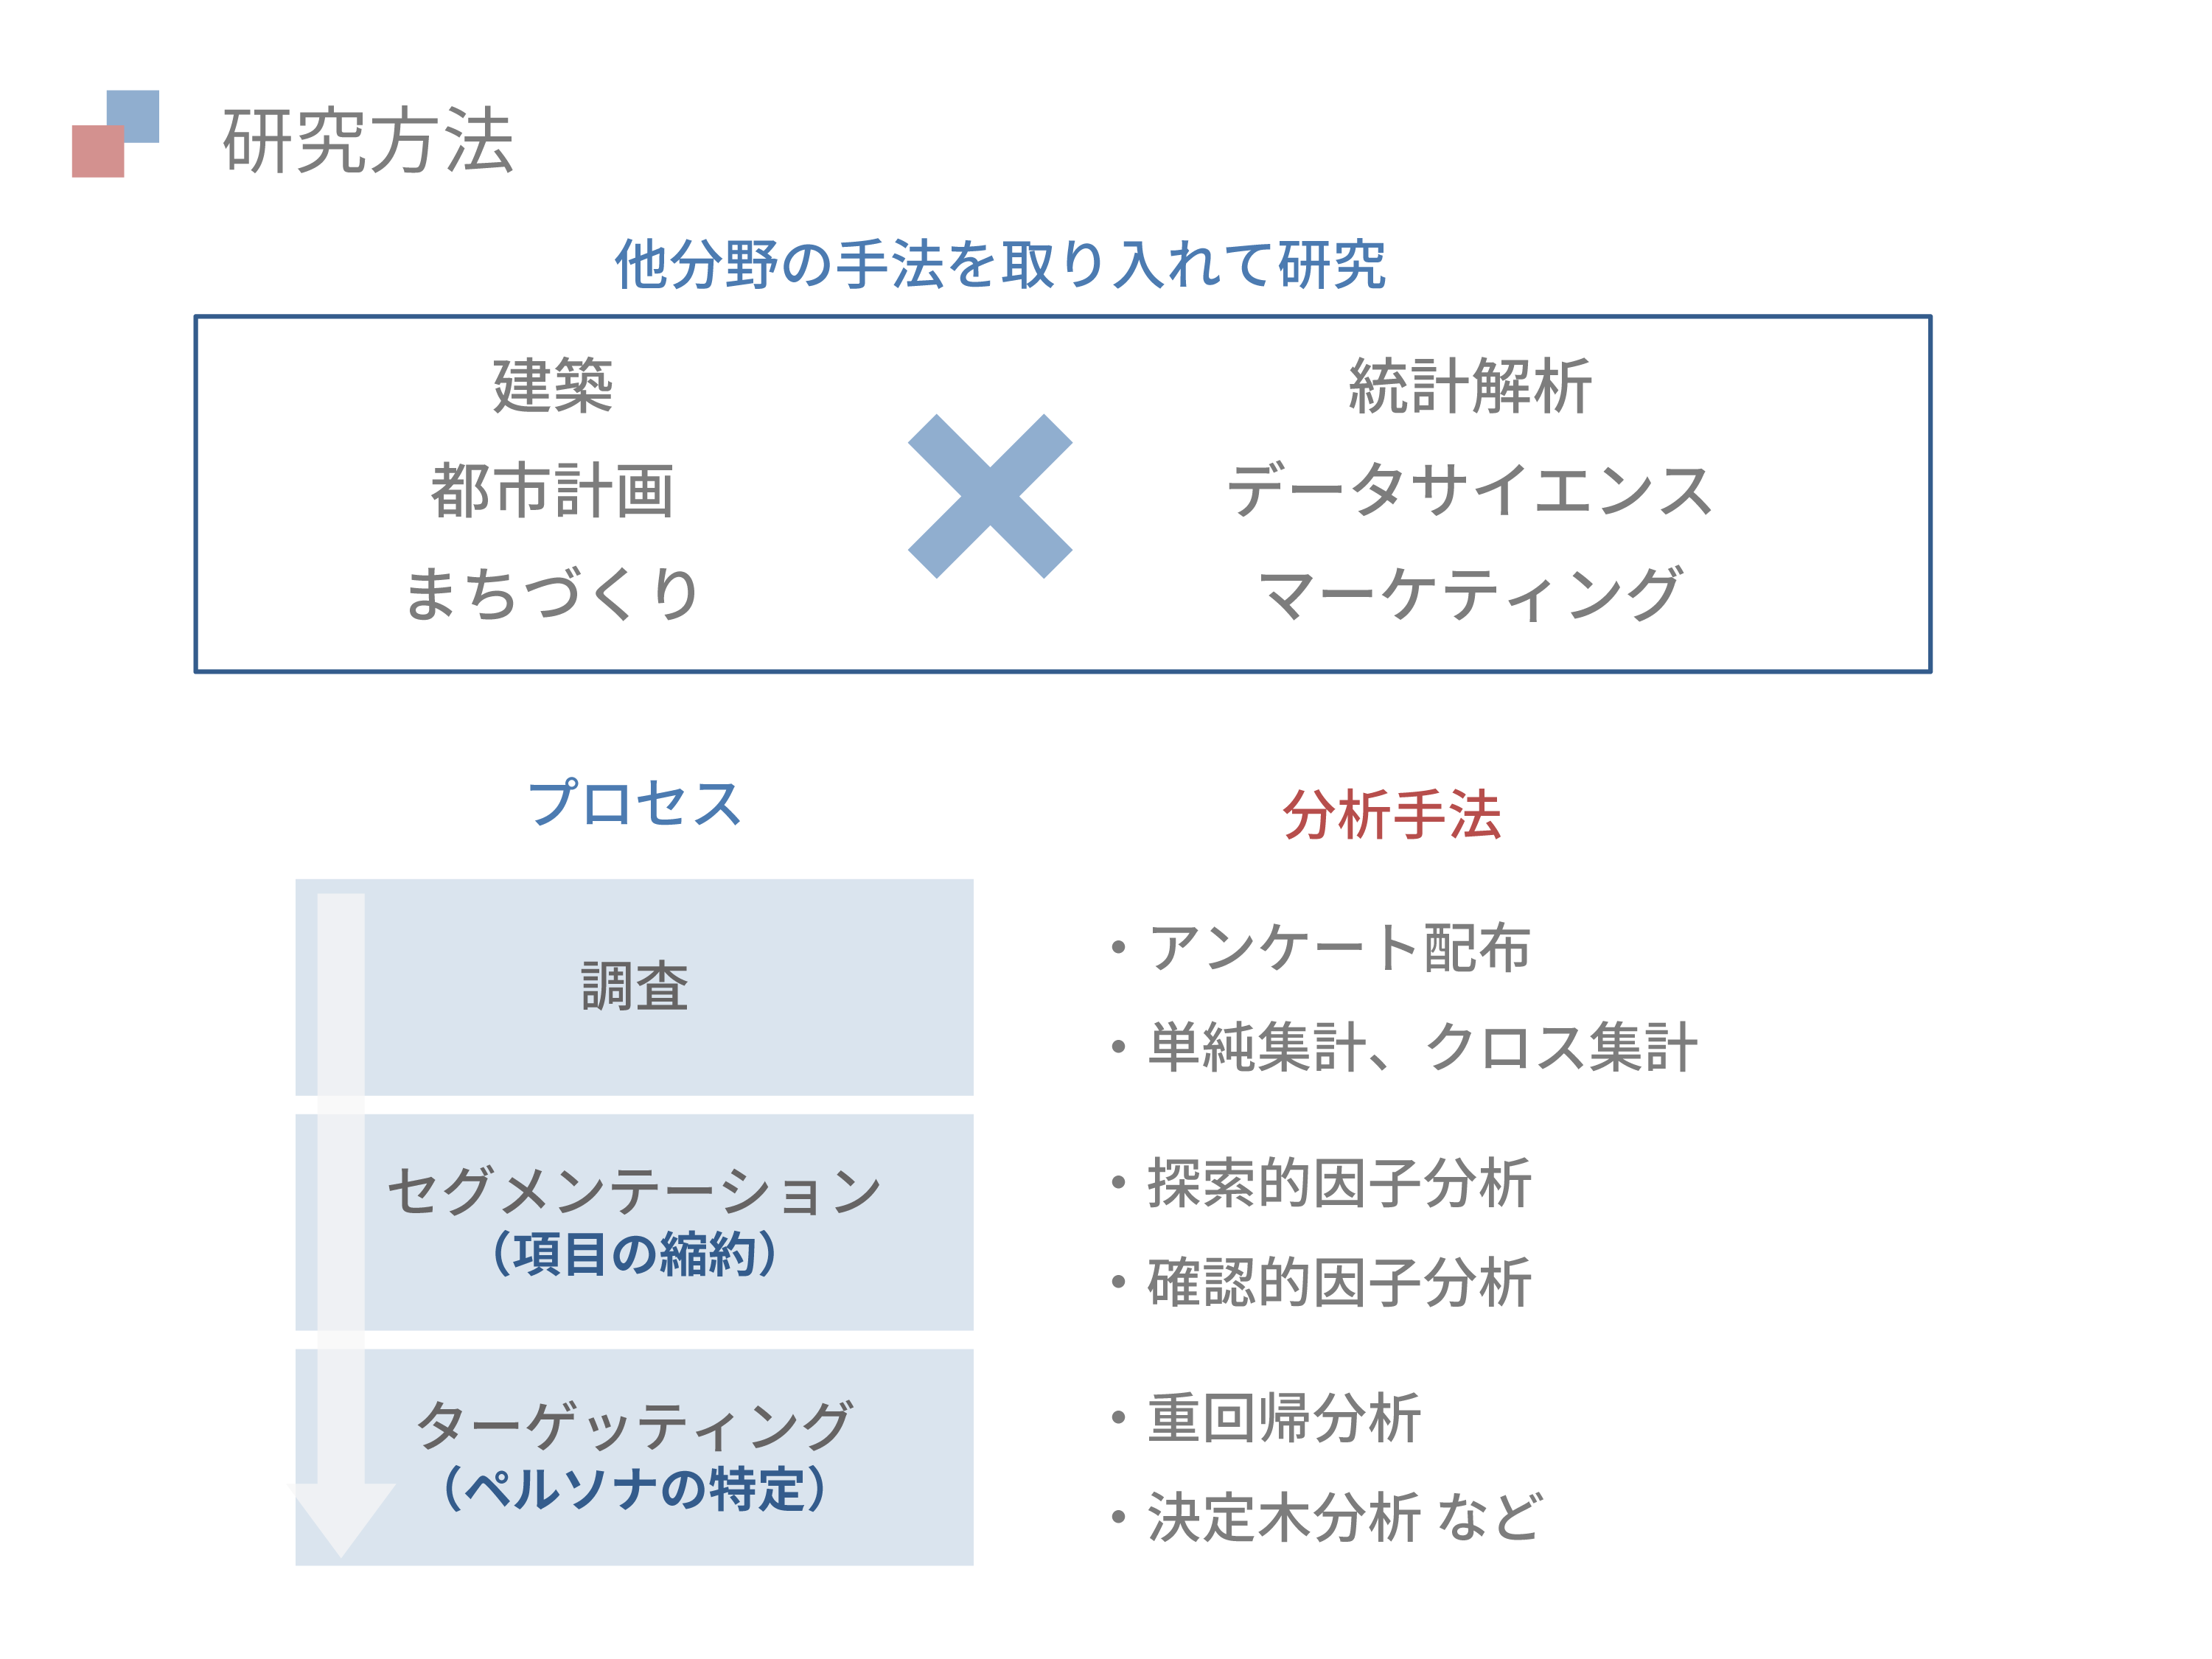 研究方法
他分野の手法を取り入れて研究
建築
都市計画
まちづくり
統計解析
データサイエンス
マーケティング
プロセス
分析手法
調査
• アンケート配布
• 単純集計、クロス集計
セグメンテーション
（項目の縮約）
• 探索的因子分析
• 確認的因子分析
ターゲッティング
（ペルソナの推定）
• 重回帰分析
• 決定木分析 など